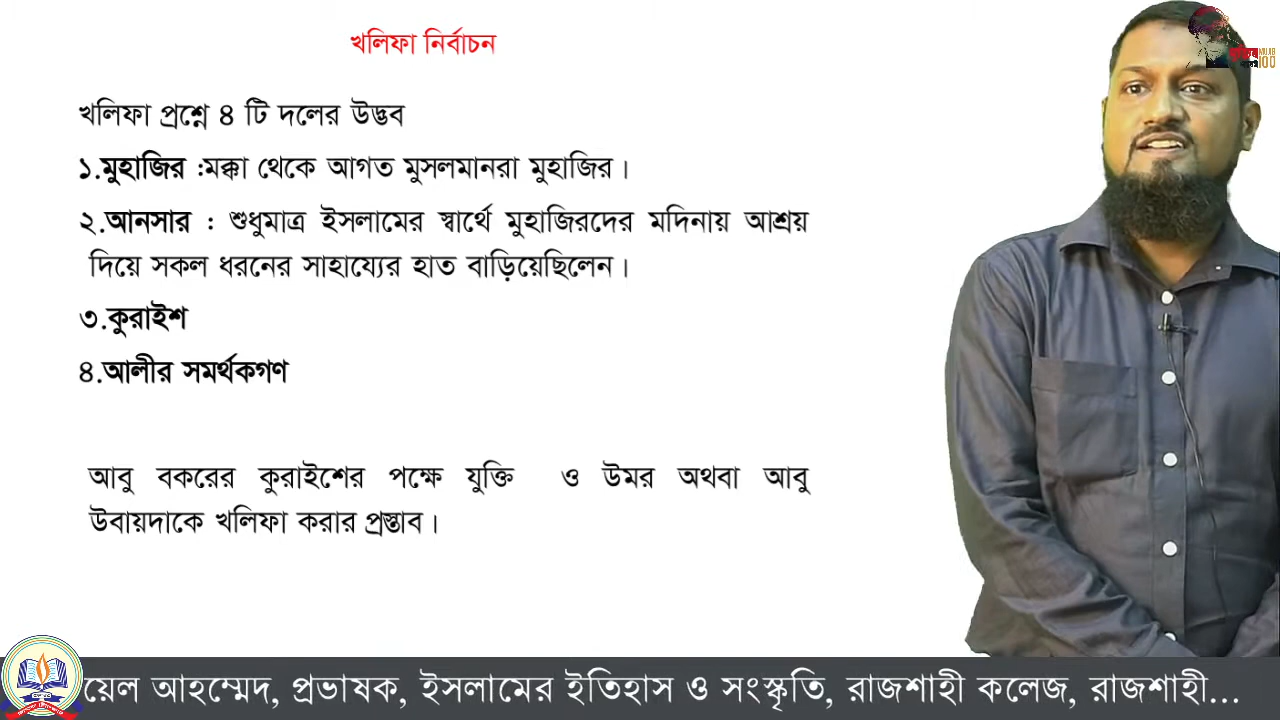 খলিফা নির্বাচন
খলিফা প্রশ্নে ৪ টি দলের উদ্ভব
১.মুহাজির :মক্কা থেকে আগত মুসলমানরা মুহাজির।
২.আনসার : শুধুমাত্র ইসলামের স্বার্থে মুহাজিরদের মদিনায় আশ্রয়
দিয়ে সকল ধরনের সাহায্যের হাত বাড়িয়েছিলেন।
৩.কুরাইশ
৪.আলীর সমর্থকগণ
আবু বকরের কুরাইশের পক্ষে যুক্তি ও উমর অথবা আবু
উবায়দাকে খলিফা করার প্রস্তাব।
য়েল আহম্মেদ, প্রভাষক, ইসলামের ইতিহাস ও সংস্কৃতি, রাজশাহী কলেজ, রাজশাহী...
100